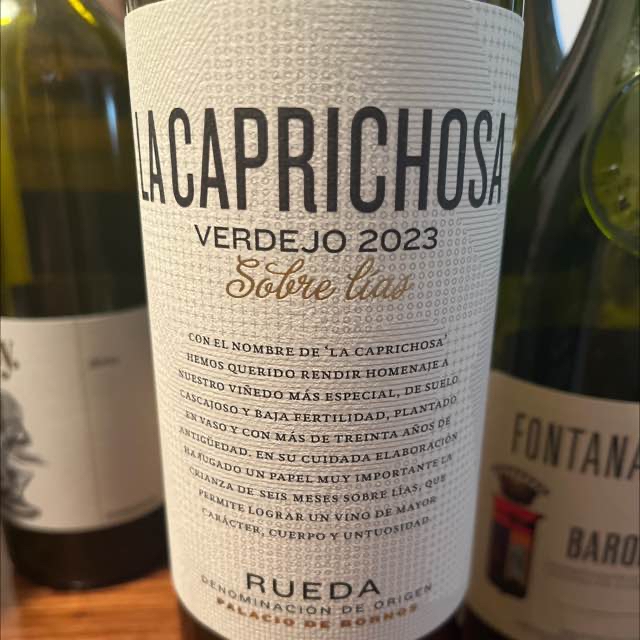 LA CAPRICHOSA
VERDEJO 2023
Sobre lías
CON EL NOMBRE DE ‘LA CAPRICHOSA’
HEMOS QUERIDO RENDIR HOMENAJE A
NUESTRO VIÑEDO MÁS ESPECIAL, DE SUELO
CASCAJOSO Y BAJA FERTILIDAD, PLANTADO
EN VASO Y CON MÁS DE TREINTA AÑOS DE
ANTIGÜEDAD. EN SU CUIDADA ELABORACIÓN
HA JUGADO UN PAPEL MUY IMPORTANTE LA
CRIANZA DE SEIS MESES SOBRE LÍAS, QUE
PERMITE LOGRAR UN VINO DE MAYOR
CARÁCTER, CUERPO Y UNTUOSIDAD.
RUEDA
DENOMINACIÓN DE ORIGEN
PALACIO DE BORNOS
FONTANA
BARO